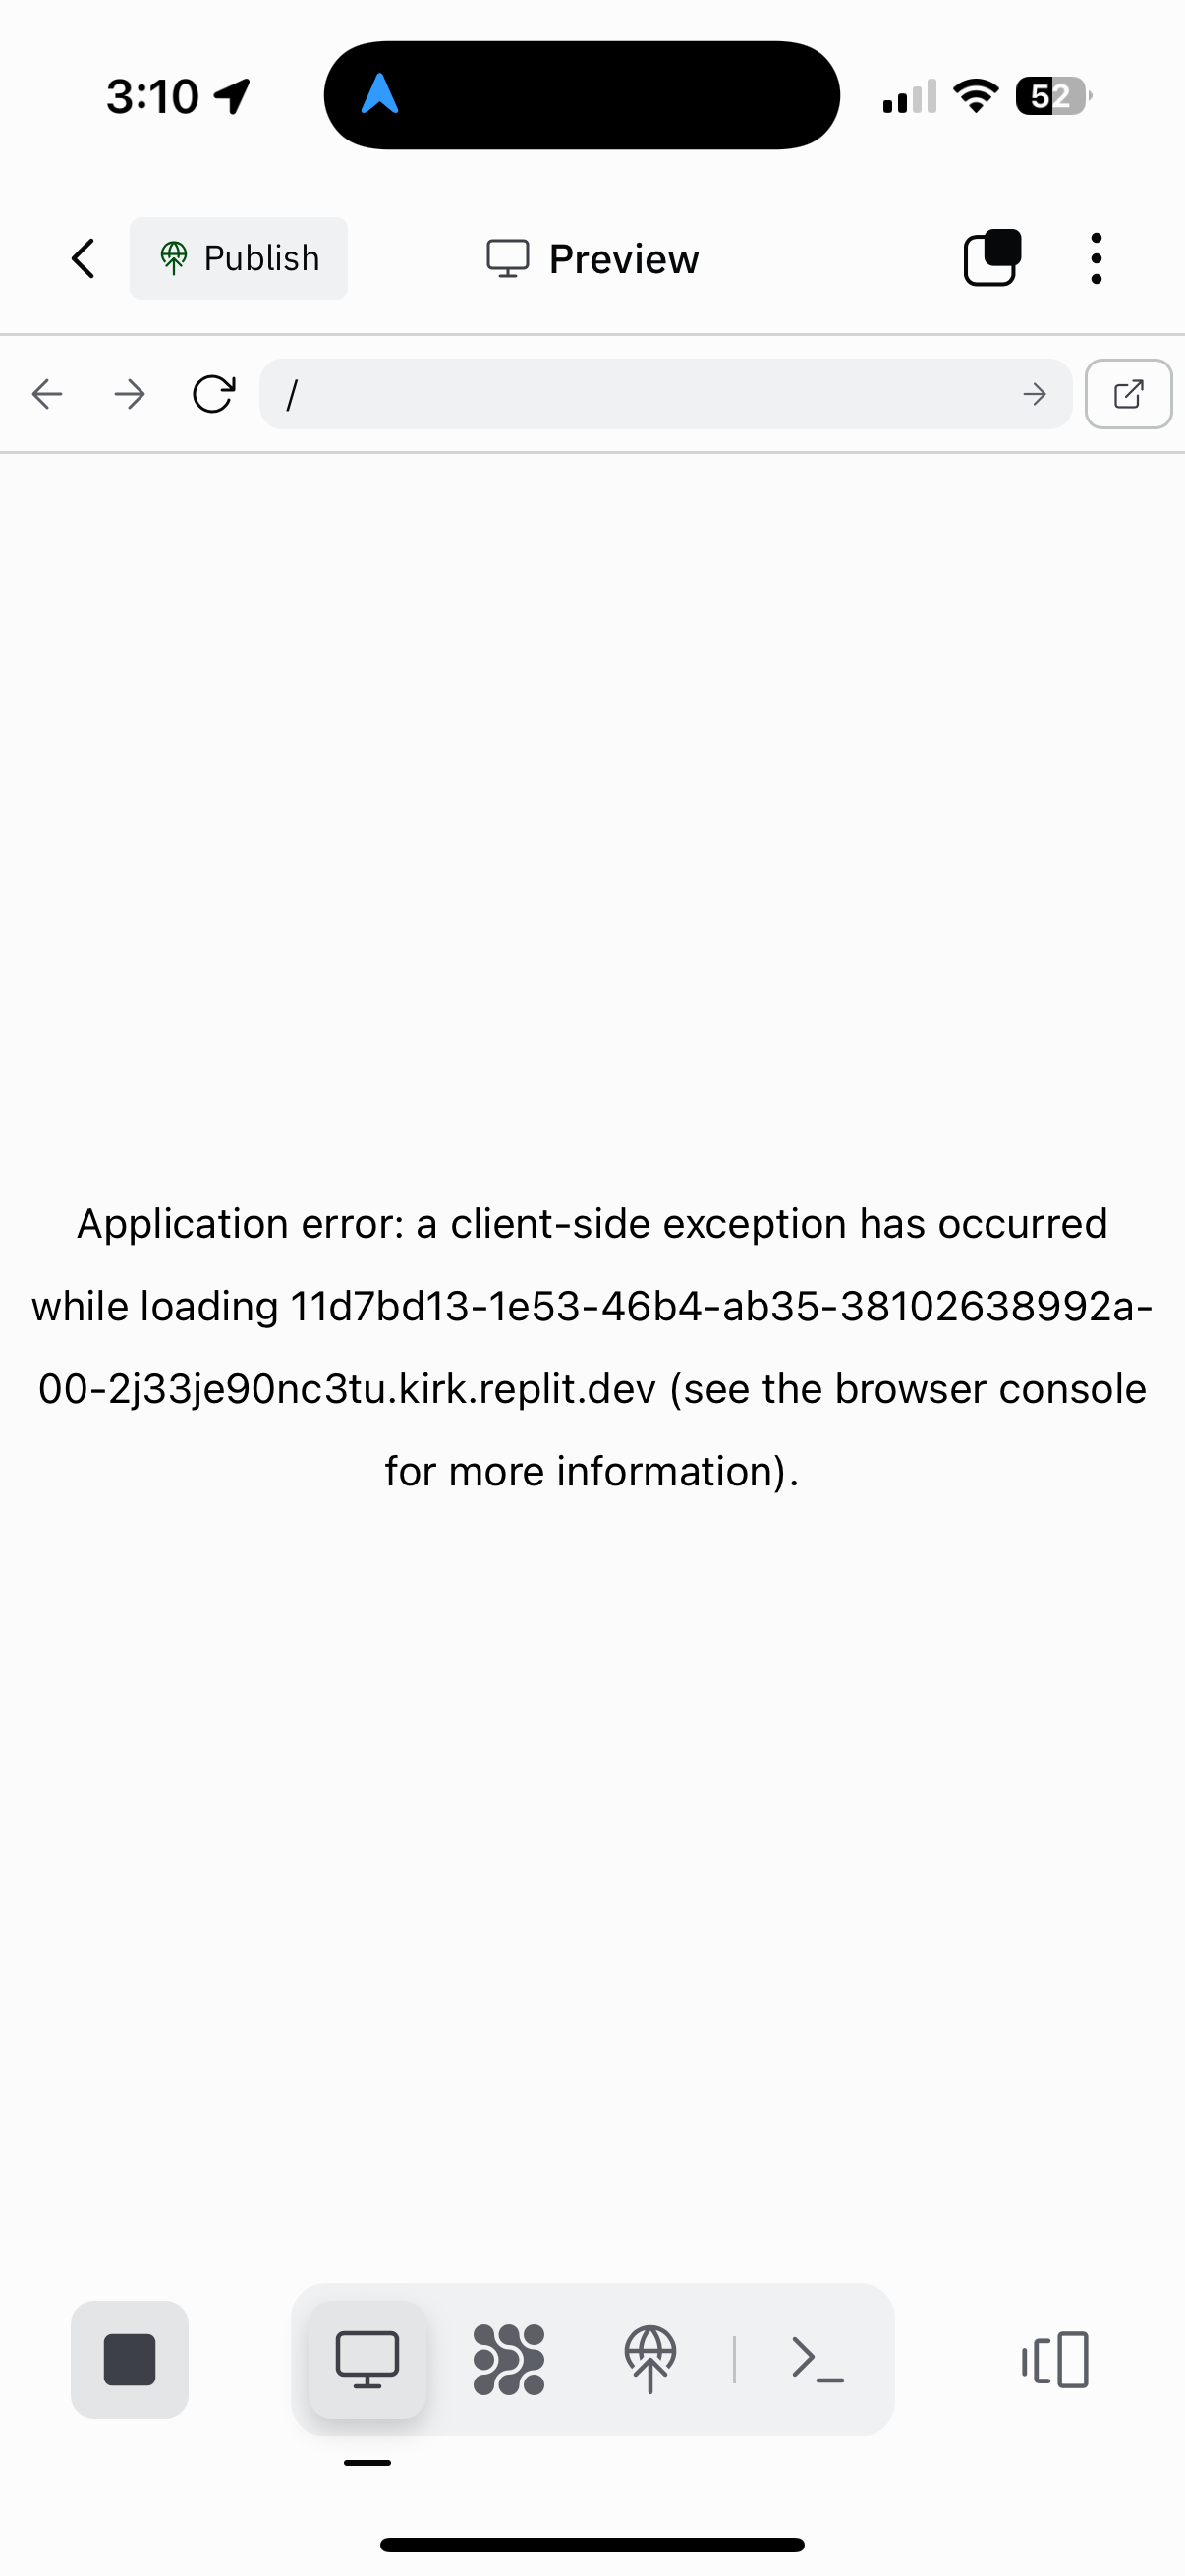 3:10
52
Publish
Preview
/
Application error: a client-side exception has occurred
while loading 11d7bd13-1e53-46b4-ab35-38102638992a-
00-2j33je90nc3tu.kirk.replit.dev (see the browser console
for more information).